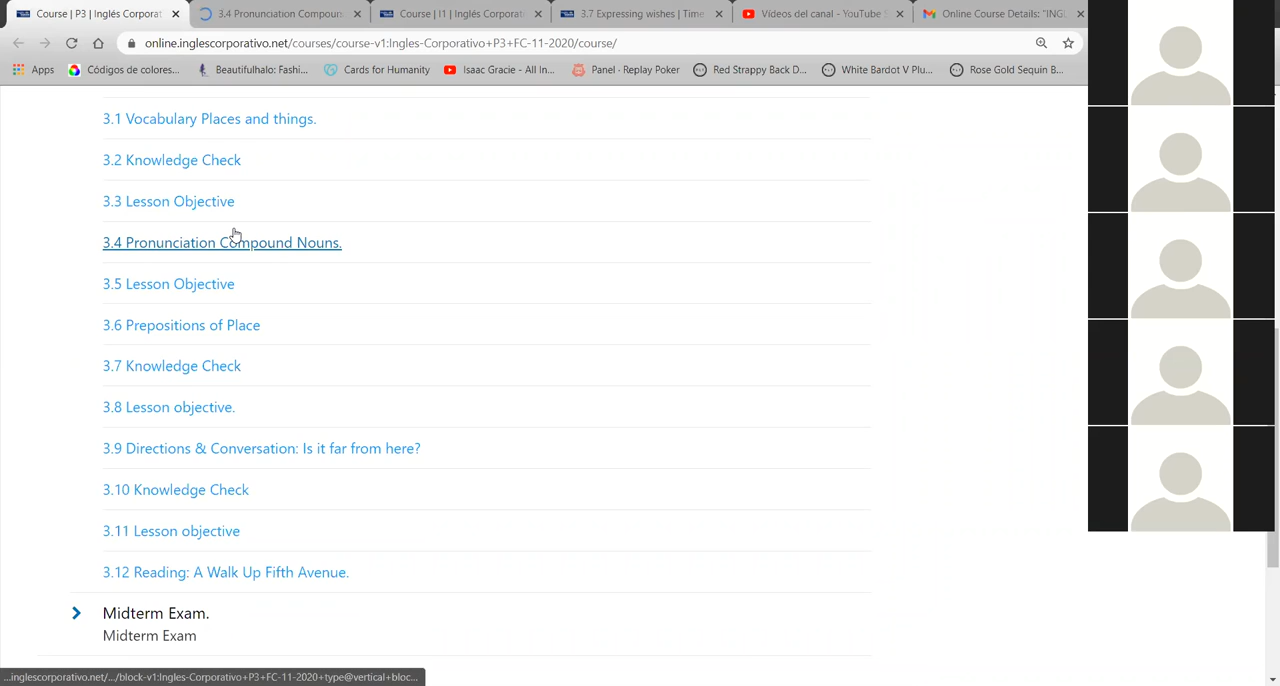 Course | P3 | Inglés Corporat
3.4 Pronunciation Compoun
Course | I1 | Inglés Corporati
3.7 Expressing wishes | Time
Vídeos del canal - YouTube S
Online Course Details: "INGL
online.inglescorporativo.net/courses/course-v1:Ingles-Corporativo+P3+FC-11-2020/course/
Apps
Códigos de colores...
Beautifulhalo: Fashi...
Cards for Humanity
Isaac Gracie - All In...
Panel · Replay Poker
Red Strappy Back D...
White Bardot V Plu...
Rose Gold Sequin B...
3.1 Vocabulary Places and things.
3.2 Knowledge Check
3.3 Lesson Objective
3.4 Pronunciation Compound Nouns.
3.5 Lesson Objective
3.6 Prepositions of Place
3.7 Knowledge Check
3.8 Lesson objective.
3.9 Directions & Conversation: Is it far from here?
3.10 Knowledge Check
3.11 Lesson objective
3.12 Reading: A Walk Up Fifth Avenue.
Midterm Exam.
Midterm Exam
...inglescorporativo.net/.../block-v1:Ingles-Corporativo+P3+FC-11-2020+type@vertical+bloc...